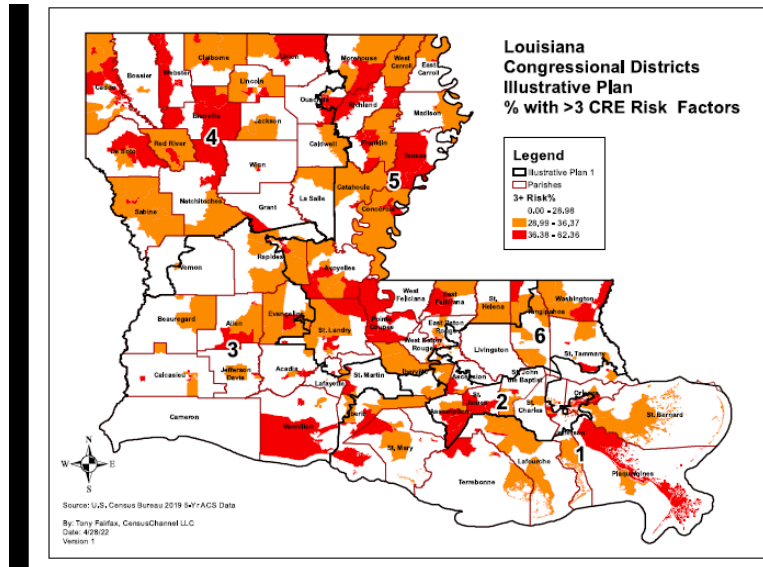 Louisiana
Congressional Districts
Illustrative Plan
% with >3 CRE Risk Factors
Legend
Illustrative Plan 1
Parishes
3+ Risk%
0.00 - 28.98
28.99 - 36.37
36.38 - 62.36
Claiborne
Union
Morehouse
West
Carroll
East
Carroll
Bossier
Webster
Lincoln
Caddo
Ouachita
Richland
Madison
Bienville
Jackson
4
Red River
De Soto
Caldwell
Franklin
Tensas
Winn
5
Catahoula
Sabine
Natchitoches
La Salle
Grant
Concordia
Vernon
Rapides
Avoyelles
West
Feliciana
East
Feliciana
St.
Helena
Washington
Tangipahoa
Beauregard
Allen
Evangeline
St. Landry
Pointe
Coupee
East Baton
Rouge
West Baton
Rouge
6
Livingston
St. Tammany
3
Jefferson
Davis
Acadia
Calcasieu
Lafayette
St. Martin
Iberville
Ascension
St. John
the Baptist
St.
James
2
St.
Charles
Orleans
St. Bernard
Cameron
Vermilion
Iberia
Assumption
St. Mary
Lafourche
Jefferson
1
Plaquemines
Terrebonne
N
W
E
S
Source: U.S. Census Bureau 2019 5-Yr ACS Data
By: Tony Fairfax, CensusChannel LLC
Date: 4/28/22
Version 1